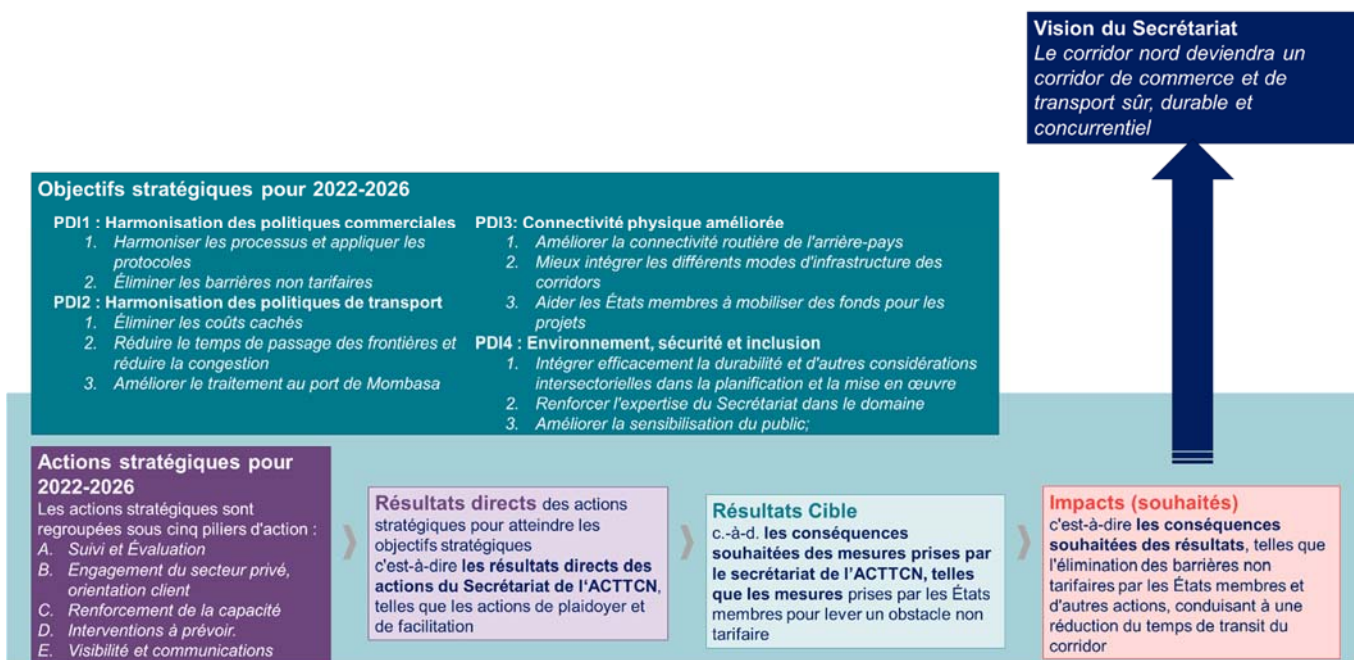 Vision du Secrétariat
Le corridor nord deviendra un
corridor de commerce et de
transport sûr, durable et
concurrentiel
Objectifs stratégiques pour 2022-2026
PDI1 : Harmonisation des politiques commerciales
1. Harmoniser les processus et appliquer les
protocoles
2. Éliminer les barrières non tarifaires
PDI2 : Harmonisation des politiques de transport
1. Éliminer les coûts cachés
2. Réduire le temps de passage des frontières et
réduire la congestion
3. Améliorer le traitement au port de Mombasa
PDI3: Connectivité physique améliorée
1. Améliorer la connectivité routière de l'arrière-pays
2. Mieux intégrer les différents modes d'infrastructure des
corridors
3. Aider les États membres à mobiliser des fonds pour les
projets
PDI4 : Environnement, sécurité et inclusion
1. Intégrer efficacement la durabilité et d'autres considérations
intersectorielles dans la planification et la mise en œuvre
2. Renforcer l'expertise du Secrétariat dans le domaine
3. Améliorer la sensibilisation du public;
Actions stratégiques pour
2022-2026
Les actions stratégiques sont
regroupées sous cinq piliers d'action :
A. Suivi et Évaluation
B. Engagement du secteur privé,
orientation client
C. Renforcement de la capacité
D. Interventions à prévoir.
E. Visibilité et communications
Résultats directs des actions
stratégiques pour atteindre les
objectifs stratégiques
c'est-à-dire les résultats directs des
actions du Secrétariat de l'ACTTCN,
telles que les actions de plaidoyer et
de facilitation
Résultats Cible
c.-à-d. les conséquences
souhaitées des mesures prises par
le secrétariat de l'ACTTCN, telles
que les mesures prises par les États
membres pour lever un obstacle non
tarifaire
Impacts (souhaités)
c'est-à-dire les conséquences
souhaitées des résultats, telles que
l'élimination des barrières non
tarifaires par les États membres et
d'autres actions, conduisant à une
réduction du temps de transit du
corridor